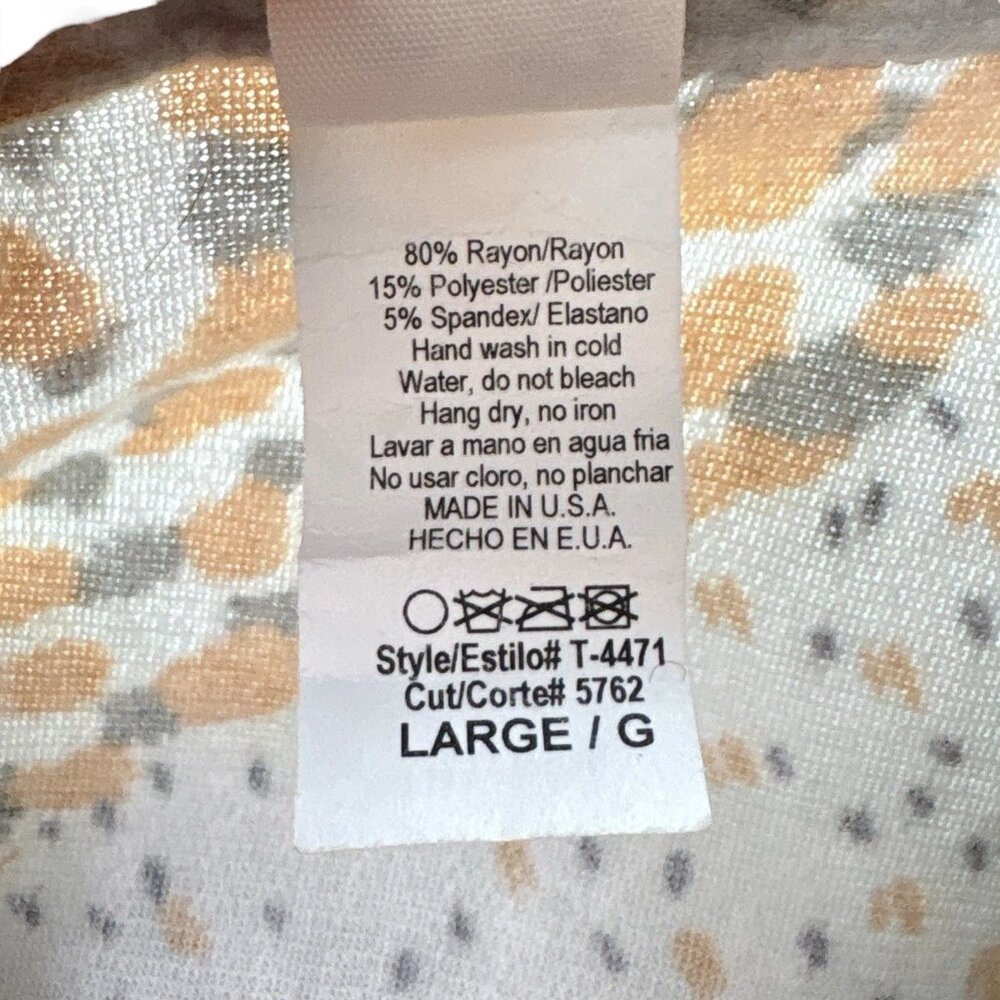 80% Rayon/Rayon
15% Polyester /Poliester
5% Spandex/ Elastano
Hand wash in cold
Water, do not bleach
Hang dry, no iron
Lavar a mano en agua fria
No usar cloro, no planchar
MADE IN U.S.A.
HECHO EN E.U.A.
Style/Estilo# T-4471
Cut/Corte# 5762
LARGE / G